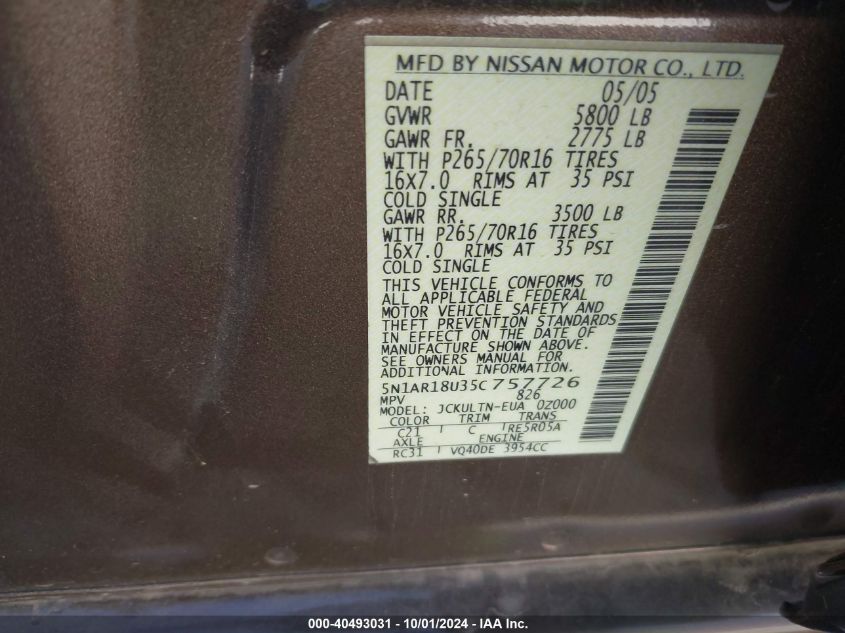 MFD BY NISSAN MOTOR CO., LTD.
DATE 05/05
GVWR 5800 LB
GAWR FR. 2775 LB
WITH P265/70R16 TIRES
16X7.0 RIMS AT 35 PSI
COLD SINGLE
GAWR RR. 3500 LB
WITH P265/70R16 TIRES
16X7.0 RIMS AT 35 PSI
COLD SINGLE
THIS VEHICLE CONFORMS TO
ALL APPLICABLE FEDERAL
MOTOR VEHICLE SAFETY AND
THEFT PREVENTION STANDARDS
IN EFFECT ON THE DATE OF
MANUFACTURE SHOWN ABOVE.
SEE OWNERS MANUAL FOR
ADDITIONAL INFORMATION.
5N1AR18U35C757726
MPV 826
MODEL: JCKULTN-EUA 0Z000
COLOR TRIM TRANS
C21 C RE5R05A
AXLE ENGINE
RC31 VQ40DE 3954CC
000-40493031 - 10/01/2024 - IAA Inc.